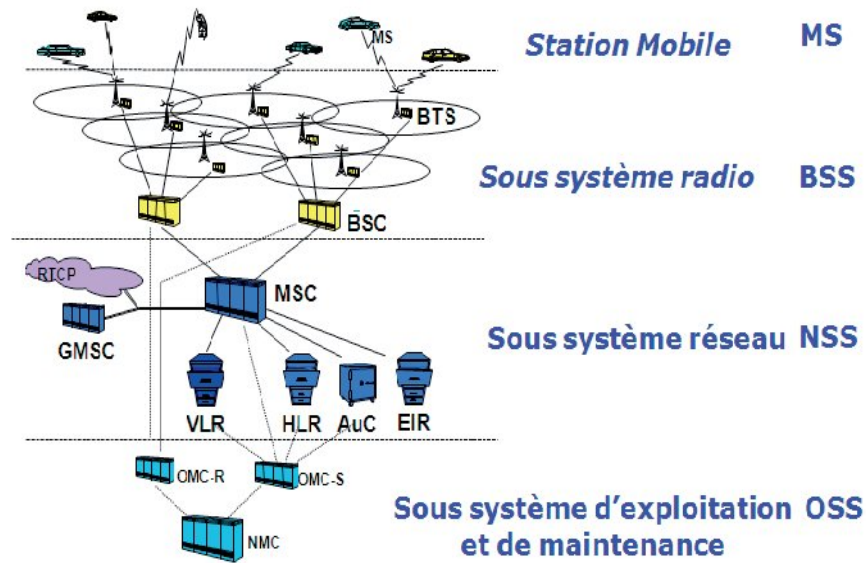 MS
Station Mobile MS
BTS
Sous système radio BSS
BSC
RTCP
MSC
GMSC
Sous système réseau NSS
VLR HLR AuC EIR
OMC-R OMC-S
Sous système d'exploitation OSS
et de maintenance
NMC